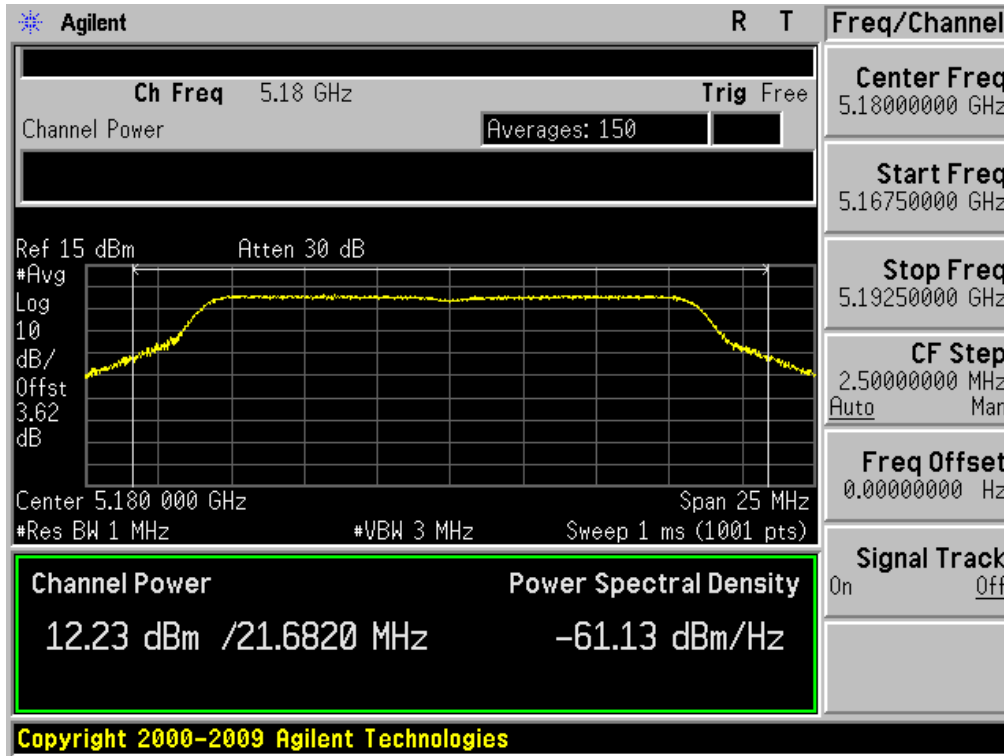 Agilent R T
Ch Freq 5.18 GHz Trig Free
Channel Power Averages: 150
Ref 15 dBm Atten 30 dB
#Avg
Log
10
dB/
Offst
3.62
dB
Center 5.180 000 GHz Span 25 MHz
#Res BW 1 MHz #VBW 3 MHz Sweep 1 ms (1001 pts)
Channel Power Power Spectral Density
12.23 dBm /21.6820 MHz -61.13 dBm/Hz
Copyright 2000-2009 Agilent Technologies
Freq/Channel
Center Freq
5.18000000 GHz
Start Freq
5.16750000 GHz
Stop Freq
5.19250000 GHz
CF Step
2.50000000 MHz
Auto Man
Freq Offset
0.00000000 Hz
Signal Track
On Off